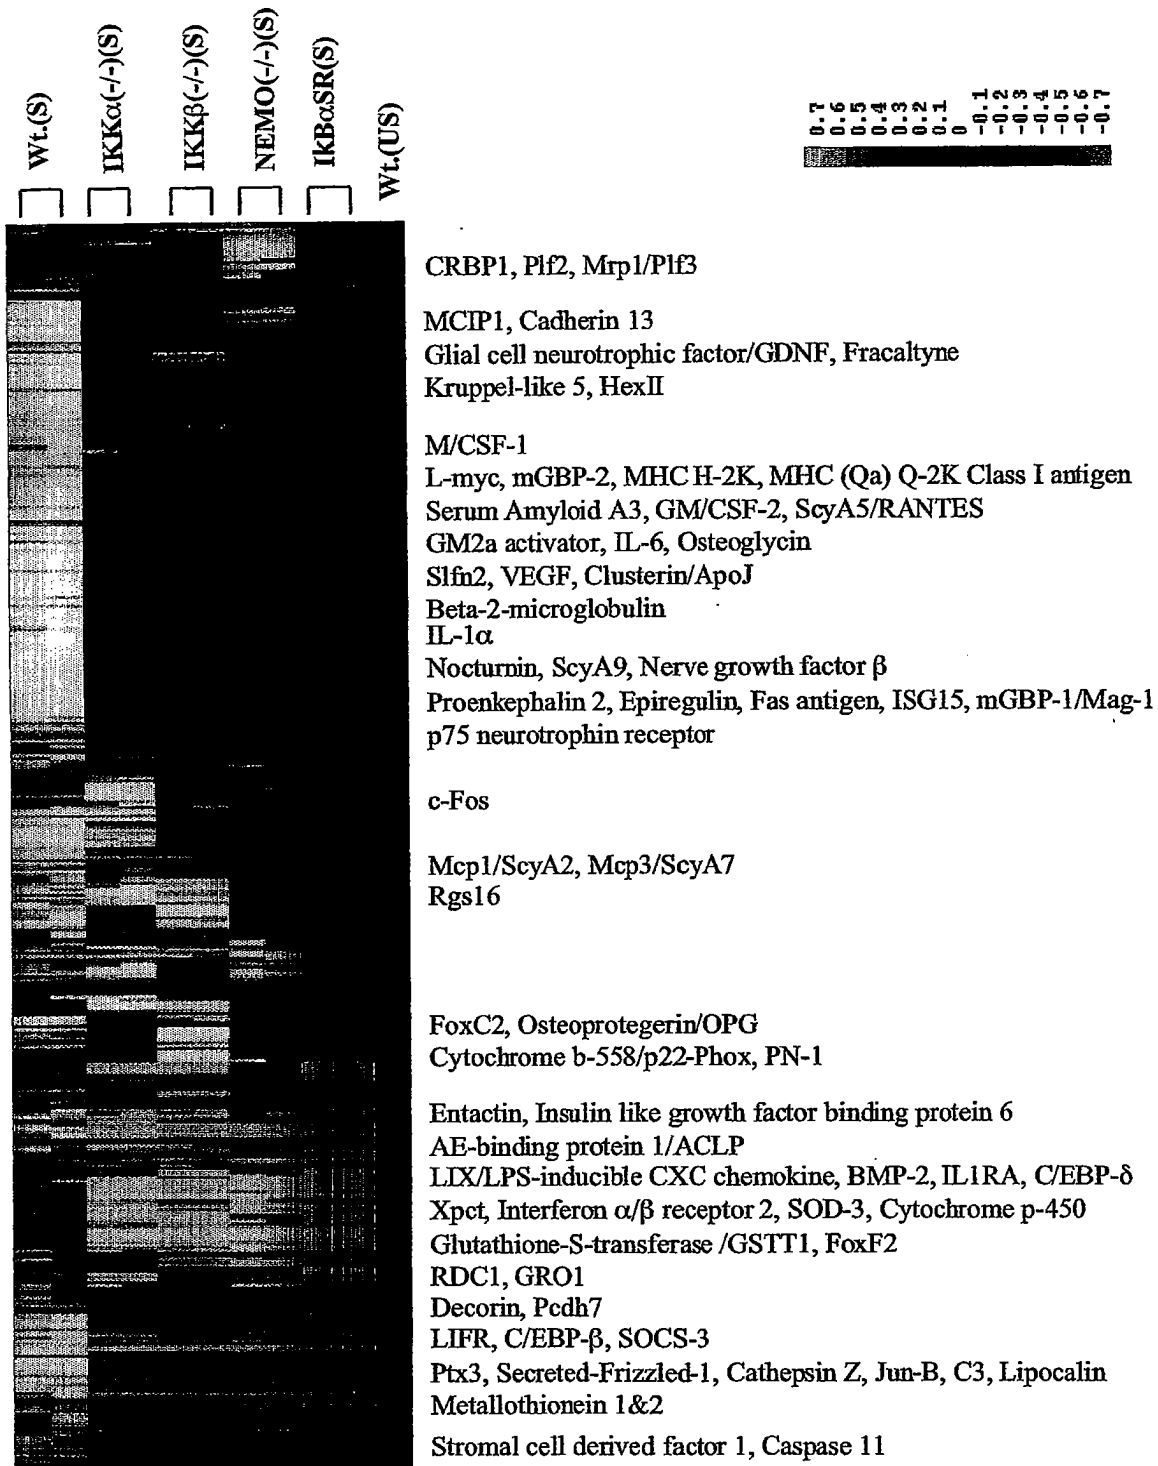 Wt.(S)
IKKα(-/-)(S)
IKKβ(-/-)(S)
NEMO(-/-)(S)
IkBαSR(S)
Wt.(US)
0.7
0.6
0.5
0.4
0.3
0.2
0.1
0
-0.1
-0.2
-0.3
-0.4
-0.5
-0.6
-0.7
CRBP1, Plf2, Mrp1/Plf3
MCIP1, Cadherin 13
Glial cell neurotrophic factor/GDNF, Fracaltyne
Kruppel-like 5, HexII
M/CSF-1
L-myc, mGBP-2, MHC H-2K, MHC (Qa) Q-2K Class I antigen
Serum Amyloid A3, GM/CSF-2, ScyA5/RANTES
GM2a activator, IL-6, Osteoglycin
Slfn2, VEGF, Clusterin/ApoJ
Beta-2-microglobulin
IL-1α
Nocturnin, ScyA9, Nerve growth factor β
Proenkephalin 2, Epiregulin, Fas antigen, ISG15, mGBP-1/Mag-1
p75 neurotrophin receptor
c-Fos
Mcp1/ScyA2, Mcp3/ScyA7
Rgs16
FoxC2, Osteoprotegerin/OPG
Cytochrome b-558/p22-Phox, PN-1
Entactin, Insulin like growth factor binding protein 6
AE-binding protein 1/ACLP
LIX/LPS-inducible CXC chemokine, BMP-2, IL1RA, C/EBP-δ
Xpct, Interferon α/β receptor 2, SOD-3, Cytochrome p-450
Glutathione-S-transferase /GSTT1, FoxF2
RDC1, GRO1
Decorin, Pcdh7
LIFR, C/EBP-β, SOCS-3
Ptx3, Secreted-Frizzled-1, Cathepsin Z, Jun-B, C3, Lipocalin
Metallothionein 1&2
Stromal cell derived factor 1, Caspase 11